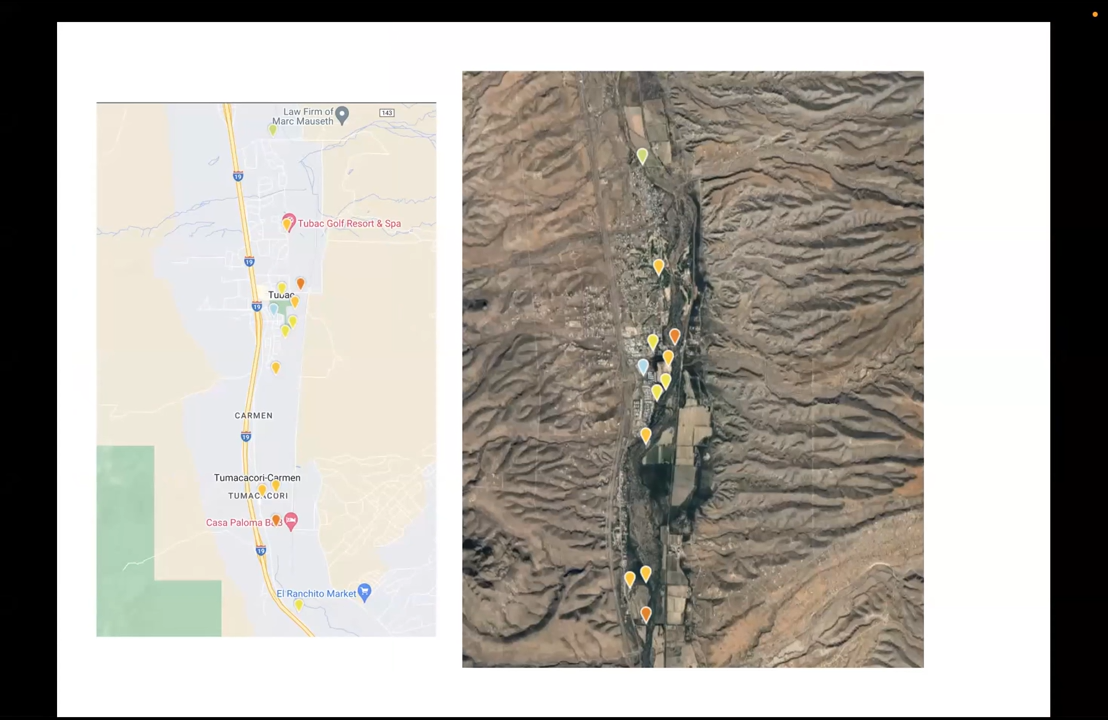 Law Firm of
Marc Mauseth
143
19
Tubac Golf Resort & Spa
19
Tubac
19
CARMEN
19
Tumacacori-Carmen
TUMACACORI
Casa Paloma B&B
19
El Ranchito Market